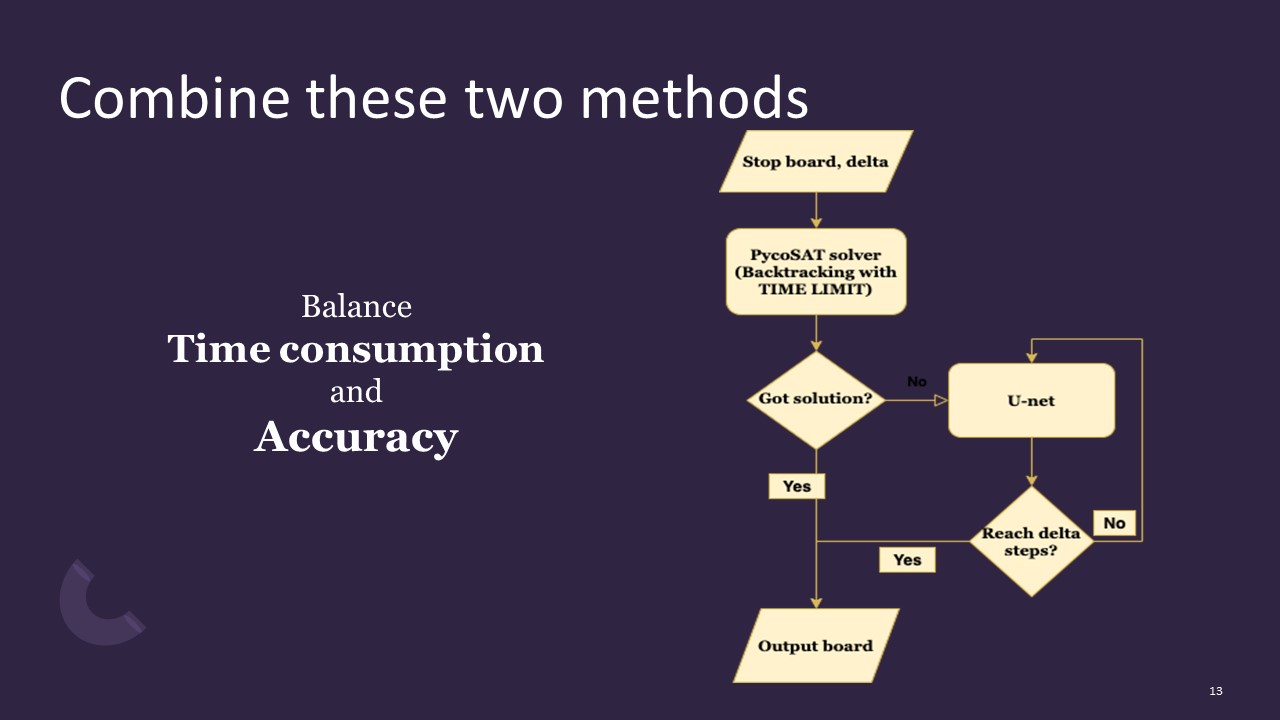 Combine these two methods
Stop board, delta
PycoSAT solver
(Backtracking with
TIME LIMIT)
Balance
Time consumption
and
Accuracy
Got solution?
No
U-net
Yes
Reach delta
steps?
No
Yes
Output board
13